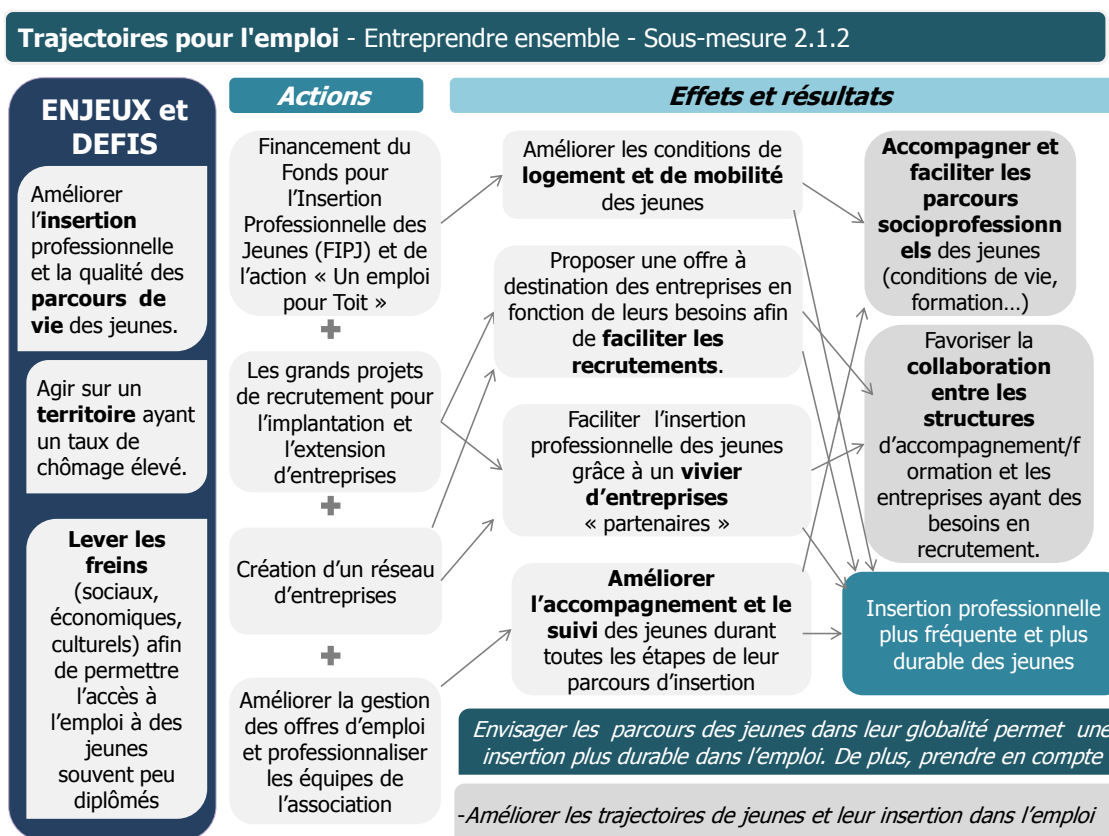 Trajectoires pour l'emploi - Entreprendre ensemble - Sous-mesure 2.1.2
ENJEUX et
DEFIS
Améliorer
l'insertion
professionnelle
et la qualité des
parcours de
vie des jeunes.
Agir sur un
territoire ayant
un taux de
chômage élevé.
Lever les
freins
(sociaux,
économiques,
culturels) afin
de permettre
l'accès à
l'emploi à des
jeunes
souvent peu
diplômés
Actions
Financement du
Fonds pour
l'Insertion
Professionnelle des
Jeunes (FIPJ) et de
l'action « Un emploi
pour Toit »
+
Les grands projets
de recrutement pour
l'implantation et
l'extension
d'entreprises
+
Création d'un réseau
d'entreprises
+
Améliorer la gestion
des offres d'emploi
et professionnaliser
les équipes de
l'association
Effets et résultats
Améliorer les conditions de
logement et de mobilité
des jeunes
Proposer une offre à
destination des entreprises en
fonction de leurs besoins afin
de faciliter les
recrutements.
Faciliter l'insertion
professionnelle des jeunes
grâce à un vivier
d'entreprises
« partenaires »
Améliorer
l'accompagnement et le
suivi des jeunes durant
toutes les étapes de leur
parcours d'insertion
Accompagner et
faciliter les
parcours
socioprofessionn
els des jeunes
(conditions de vie,
formation…)
Favoriser la
collaboration
entre les
structures
d'accompagnement/f
ormation et les
entreprises ayant des
besoins en
recrutement.
Insertion professionnelle
plus fréquente et plus
durable des jeunes
Envisager les parcours des jeunes dans leur globalité permet une
insertion plus durable dans l'emploi. De plus, prendre en compte
-Améliorer les trajectoires de jeunes et leur insertion dans l'emploi